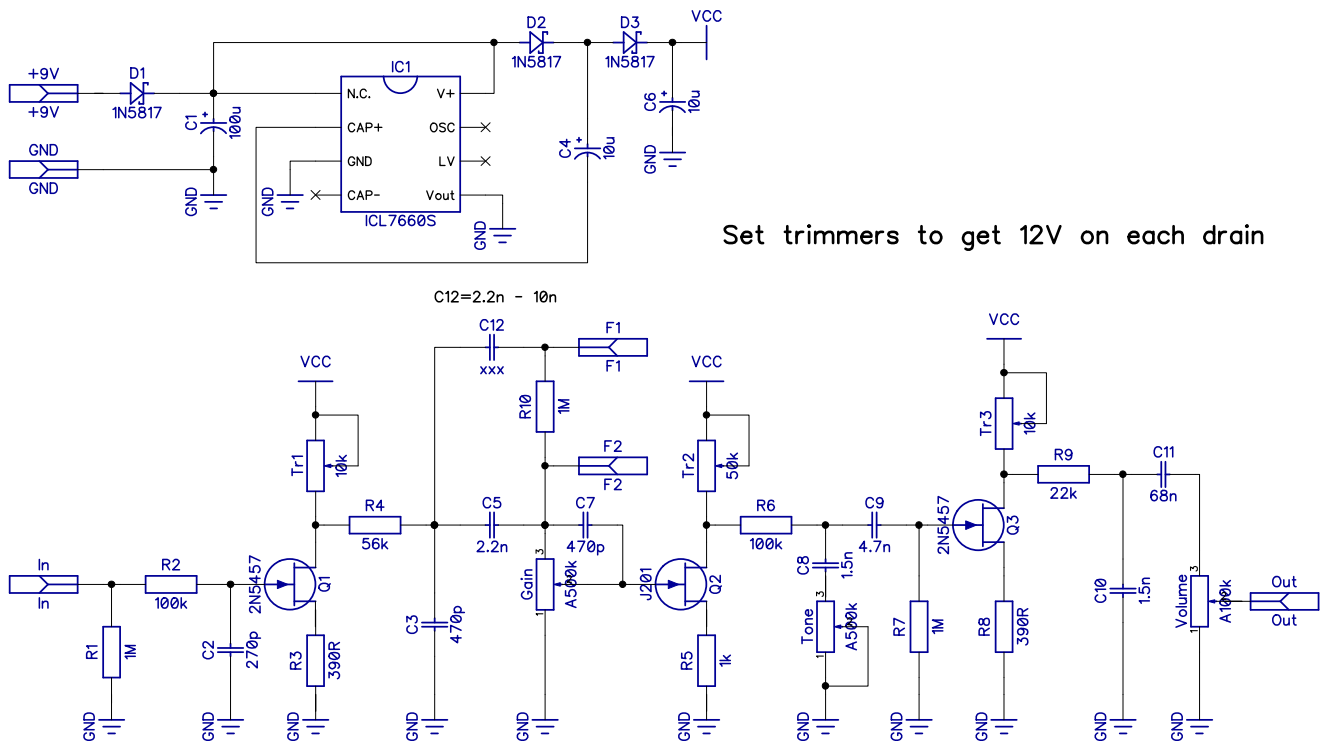 VCC
D2
1N5817
D3
1N5817
+9V
+9V
D1
1N5817
IC1
N.C.
V+
CAP+
OSC
GND
LV
CAP-
Vout
ICL7660S
C1
+
100u
C4
+
10u
C6
+
10u
GND
GND
GND
GND
GND
GND
Set trimmers to get 12V on each drain
C12=2.2n - 10n
C12
xxx
F1
F1
R10
1M
F2
F2
VCC
Tr1
10k
VCC
Tr2
50k
VCC
Tr3
10k
R4
56k
C5
2.2n
C7
470p
R6
100k
C9
4.7n
R9
22k
C11
68n
In
In
R2
100k
2N5457
Q1
R1
1M
C2
270p
R3
390R
C3
470p
3
Gain
A500k
1
J201
Q2
R5
1k
C8
1.5n
3
Tone
A500k
1
R7
1M
2N5457
Q3
R8
390R
C10
1.5n
3
Volume
A100k
1
Out
Out
GND
GND
GND
GND
GND
GND
GND
GND
GND
GND
GND